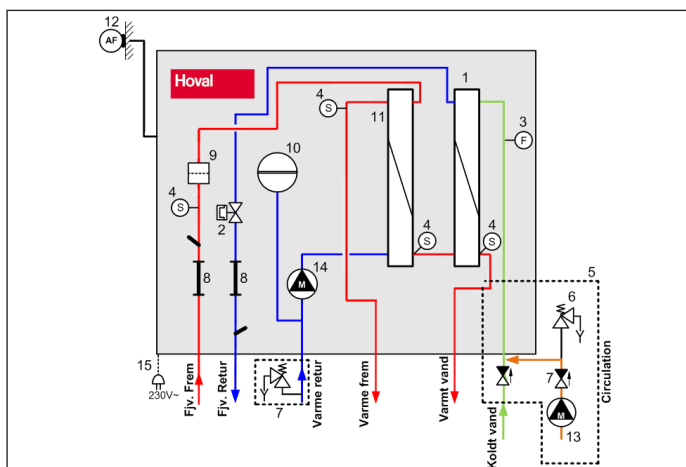 12
AF
Hoval
1
4
S
11
3
F
9
10
4
S
2
4
S
4
S
5
6
8
8
14
M
7
15
230V~
Fjv. Frem
Fjv. Retur
7
Varme retur
Varme frem
Varmt vand
Koldt vand
M
13
Circulation